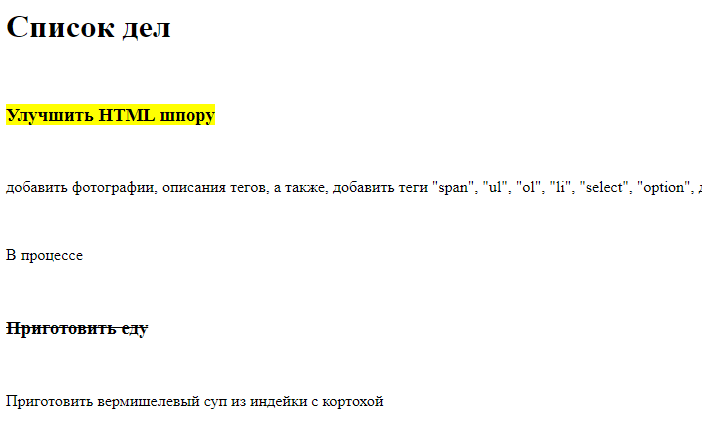 Список дел
Улучшить HTML шпору
добавить фотографии, описания тегов, а также, добавить теги "span", "ul", "ol", "li", "select", "option",
В процессе
Приготовить еду
Приготовить вермишелевый суп из индейки с кортохой